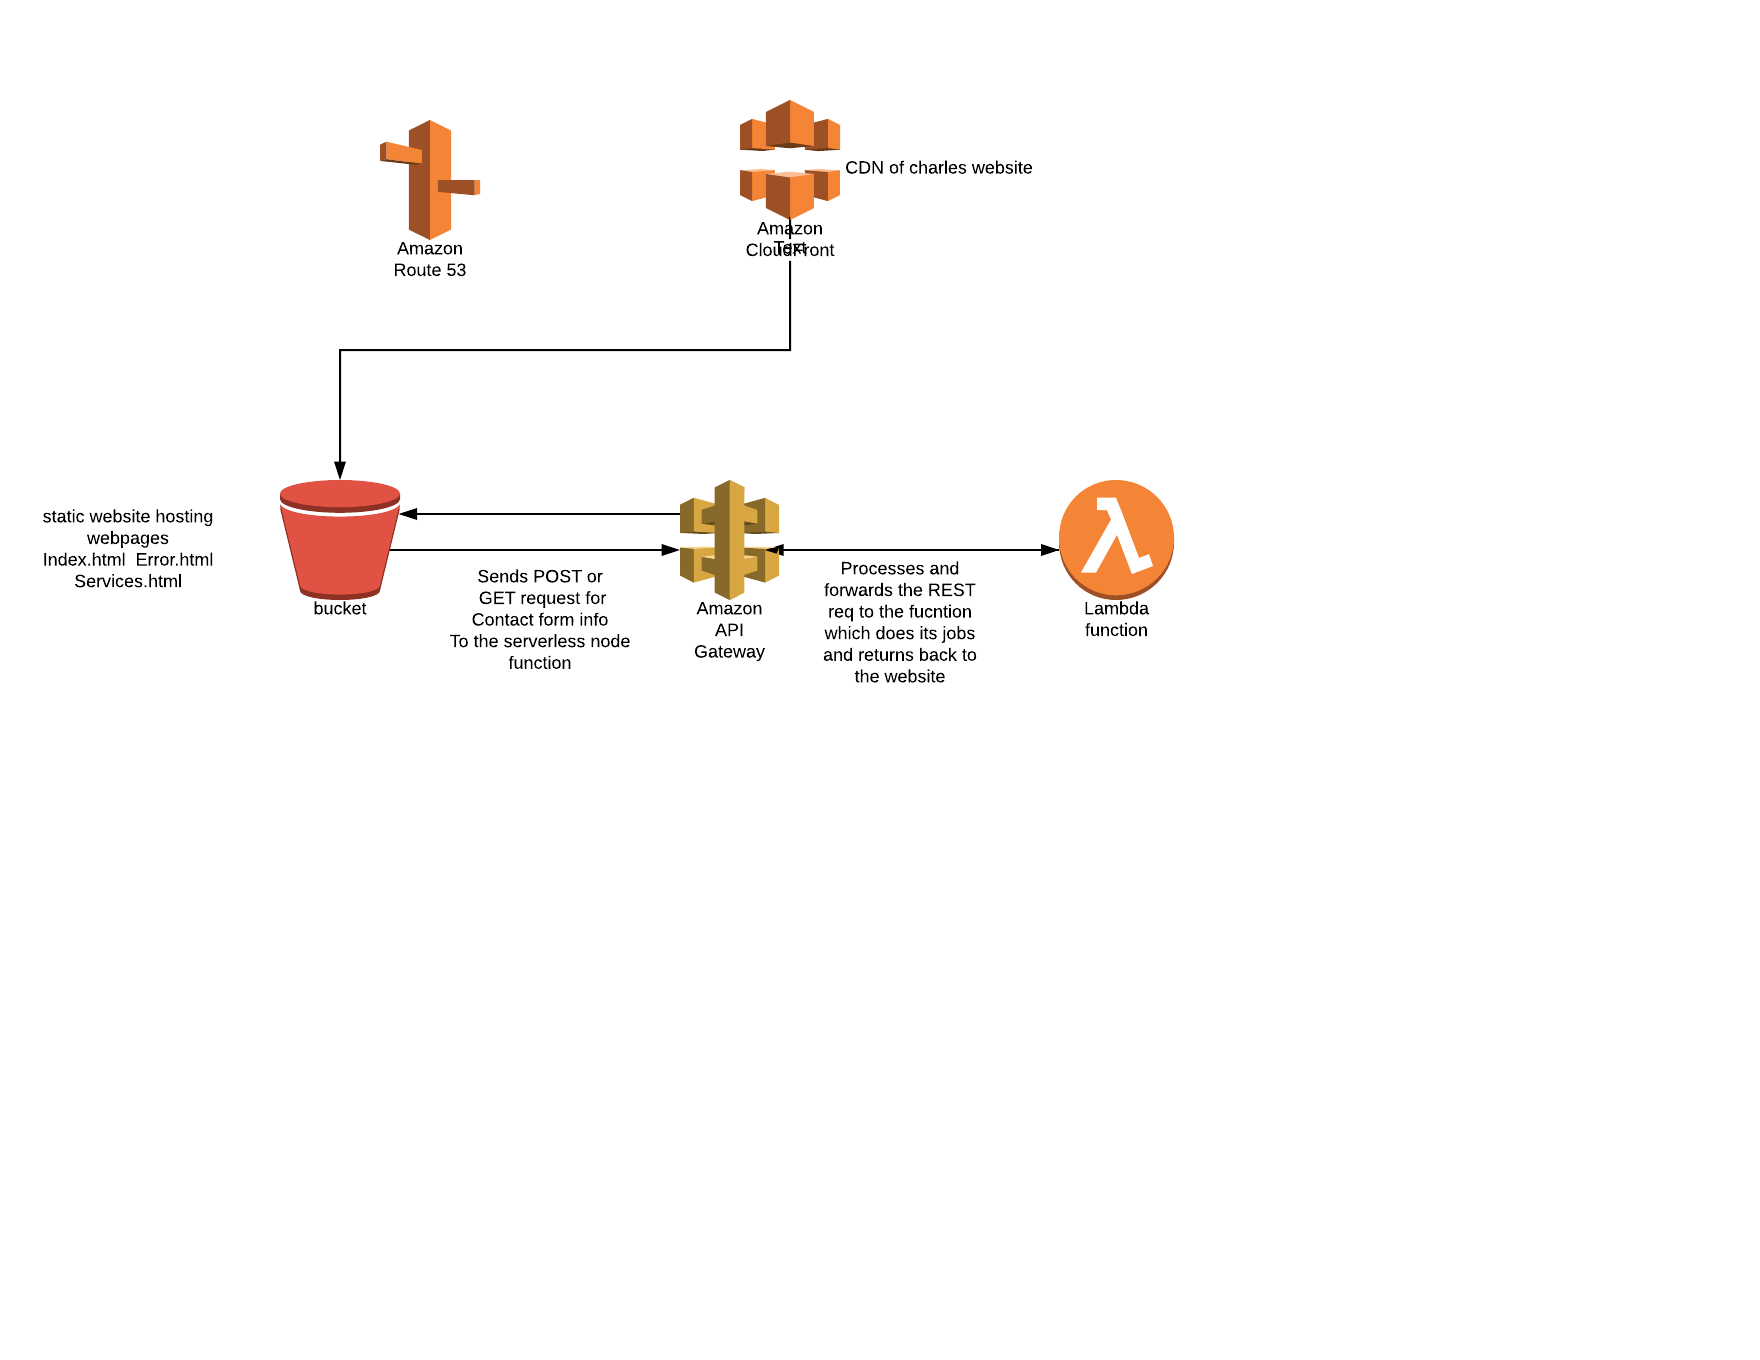 CDN of charles website
Amazon
Route 53
Amazon
CloudFront
Text
static website hosting
webpages
Index.html  Error.html
Services.html
bucket
Sends POST or
GET request for
Contact form info
To the serverless node
function
Amazon
API
Gateway
Processes and
forwards the REST
req to the fucntion
which does its jobs
and returns back to
the website
Lambda
function